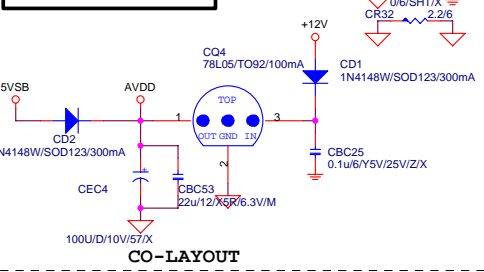 0/6/SHT/X
CR32
2.2/6
+12V
CQ4
78L05/TO92/100mA
CD1
1N4148W/SOD123/300mA
5VSB
AVDD
TOP
1
OUT GND IN
3
CD2
N4148W/SOD123/300mA
2
CBC25
0.1u/6/Y5V/25V/Z/X
CEC4
CBC53
22u/12/X5R/6.3V/M
100U/D/10V/57/X
CO-LAYOUT